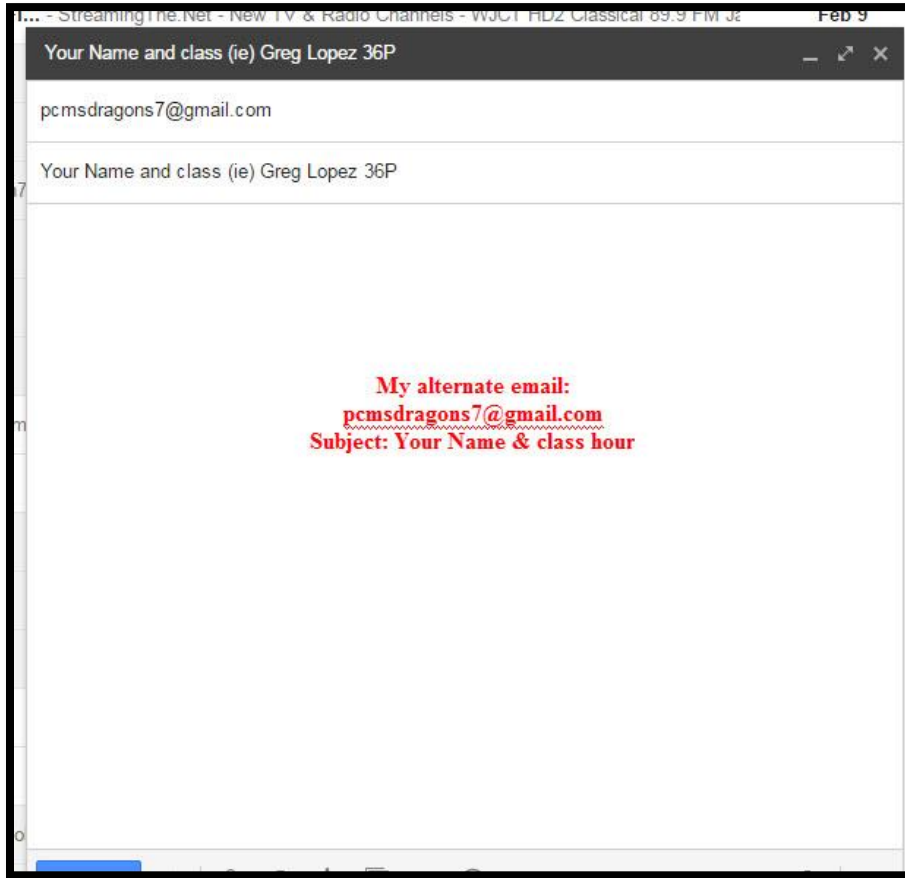 - StreamingThe.Net - New TV & Radio Channels - WJCT HD2 Classical 89.9 FM Feb 9
Your Name and class (ie) Greg Lopez 36P
pcmsdragons7@gmail.com
Your Name and class (ie) Greg Lopez 36P
My alternate email:
pcmsdragons7@gmail.com
Subject: Your Name & class hour